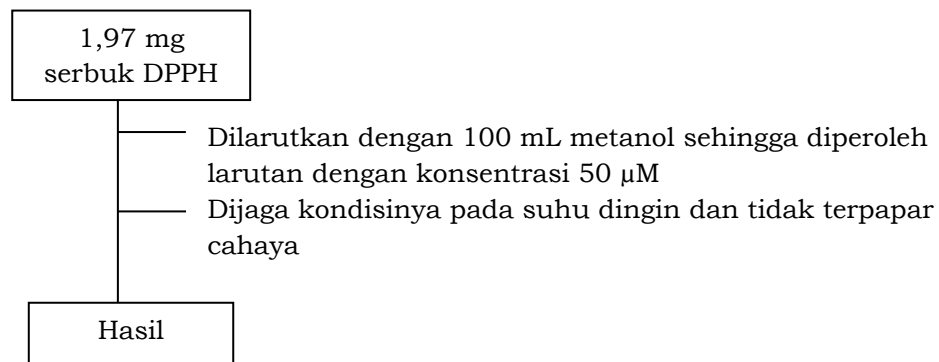 1,97 mg
serbuk DPPH
Dilarutkan dengan 100 mL metanol sehingga diperoleh
larutan dengan konsentrasi 50 µM
Dijaga kondisinya pada suhu dingin dan tidak terpapar
cahaya
Hasil